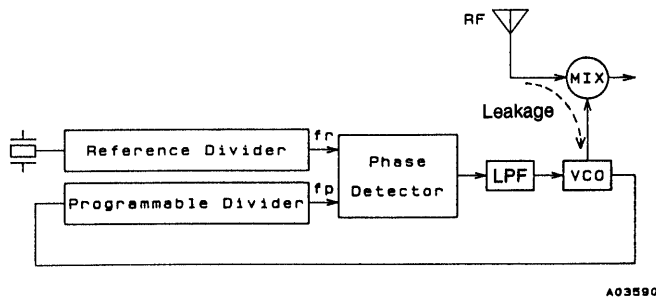 RF
MIX
Leakage
Reference Divider
fr
Phase
Detector
LPF
VCO
Programmable Divider
fp
A03590